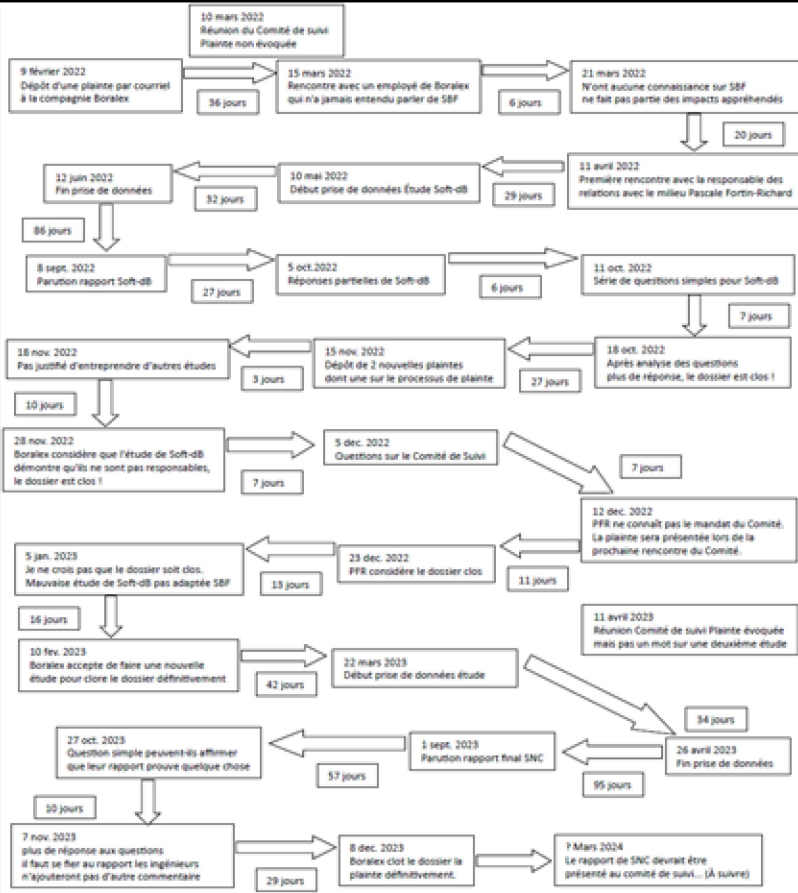 10 mars 2022
Réunion du Comité de suivi
Plainte non évoquée
9 février 2022
Dépôt d'une plainte par courriel
à la compagnie Boralex
36 jours
15 mars 2022
Rencontre avec un employé de Boralex
qui n'a jamais entendu parler de SBF
6 jours
21 mars 2022
N'ont aucune connaissance sur SBF
ne fait pas partie des impacts appréhendés
20 jours
11 avril 2022
Première rencontre avec la responsable des
relations avec le milieu Pascale Fortin-Richard
29 jours
10 mai 2022
Début prise de données Étude Soft-dB
32 jours
12 juin 2022
Fin prise de données
86 jours
8 sept. 2022
Parution rapport Soft-dB
27 jours
5 oct.2022
Réponses partielles de Soft-dB
6 jours
11 oct. 2022
Série de questions simples pour Soft-dB
7 jours
18 oct. 2022
Après analyse des questions
plus de réponse, le dossier est clos !
27 jours
15 nov. 2022
Dépôt de 2 nouvelles plaintes
dont une sur le processus de plainte
3 jours
18 nov. 2022
Pas justifié d'entreprendre d'autres études
10 jours
28 nov. 2022
Boralex considère que l'étude de Soft-dB
démontre qu'ils ne sont pas responsables,
le dossier est clos !
7 jours
5 dec. 2022
Questions sur le Comité de Suivi
7 jours
12 dec. 2022
PFR ne connaît pas le mandat du Comité.
La plainte sera présentée lors de la
prochaine rencontre du Comité.
11 jours
23 dec. 2022
PFR considère le dossier clos
13 jours
5 jan. 2023
Je ne crois pas que le dossier soit clos.
Mauvaise étude de Soft-dB pas adaptée SBF
16 jours
11 avril 2023
Réunion Comité de suivi Plainte évoquée
mais pas un mot sur une deuxième étude
10 fev. 2023
Boralex accepte de faire une nouvelle
étude pour clore le dossier définitivement
42 jours
22 mars 2023
Début prise de données étude
34 jours
26 avril 2023
Fin prise de données
95 jours
1 sept. 2023
Parution rapport final SNC
57 jours
27 oct. 2023
Question simple peuvent-ils affirmer
que leur rapport prouve quelque chose
10 jours
7 nov. 2023
plus de réponse aux questions
il faut se fier au rapport les ingénieurs
n'ajouteront pas d'autre commentaire
29 jours
8 dec. 2023
Boralex clot le dossier la
plainte définitivement.
? Mars 2024
Le rapport de SNC devrait être
présenté au comité de suivi... (À suivre)